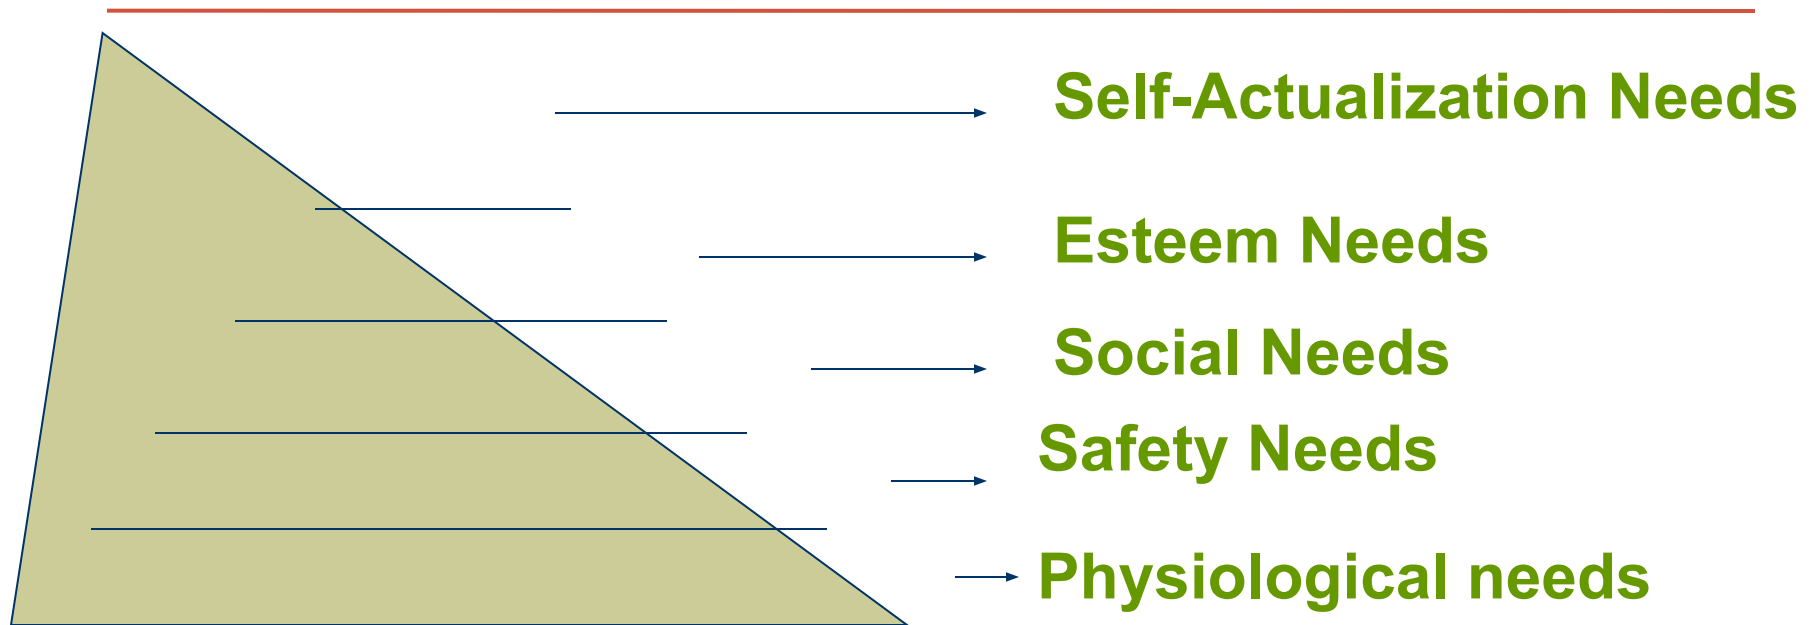 Self-Actualization Needs
Esteem Needs
Social Needs
Safety Needs
Physiological needs